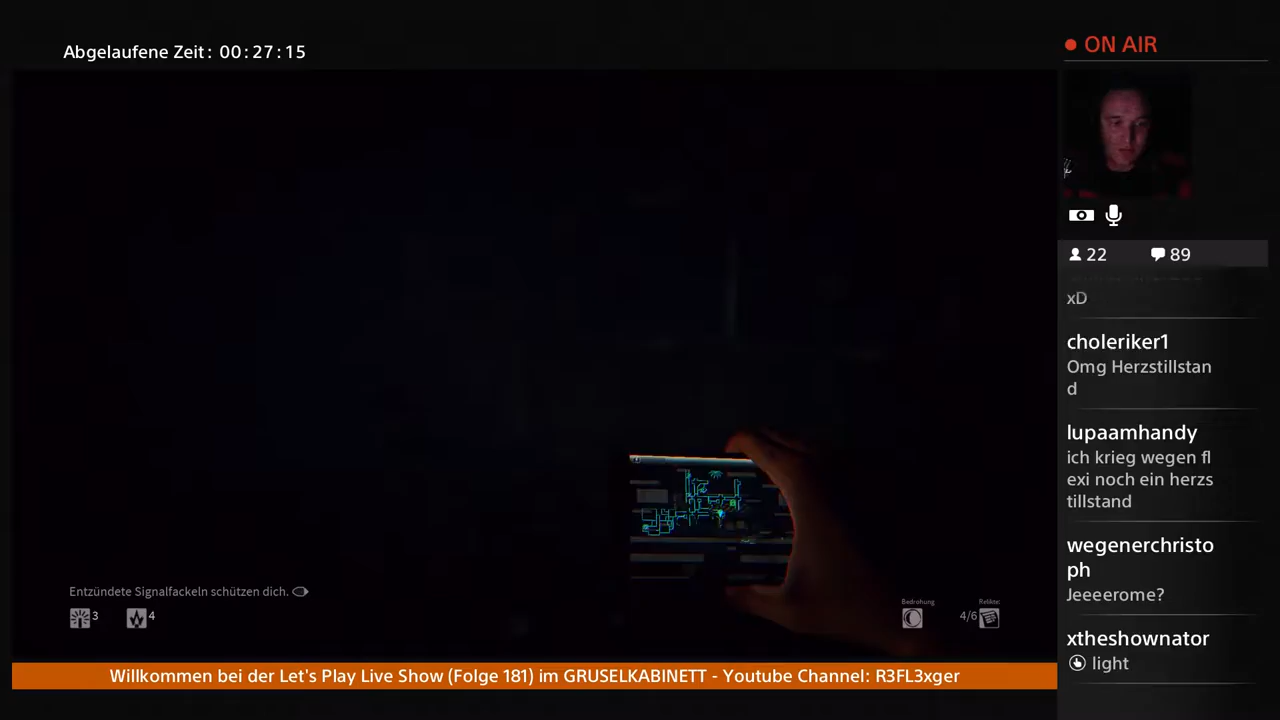 Abgelaufene Zeit: 00:27:15
ON AIR
22
89
xD
choleriker1
Omg Herzstillstan
d
lupaamhandy
ich krieg wegen fl
exi noch ein herzs
tillstand
wegenerchristo
ph
Jeeeerome?
xtheshownator
light
Entzündete Signalfackeln schützen dich.
3
4
Bedrohung
Relikte:
4/6
Willkommen bei der Let's Play Live Show (Folge 181) im GRUSELKABINETT - Youtube Channel: R3FL3xger